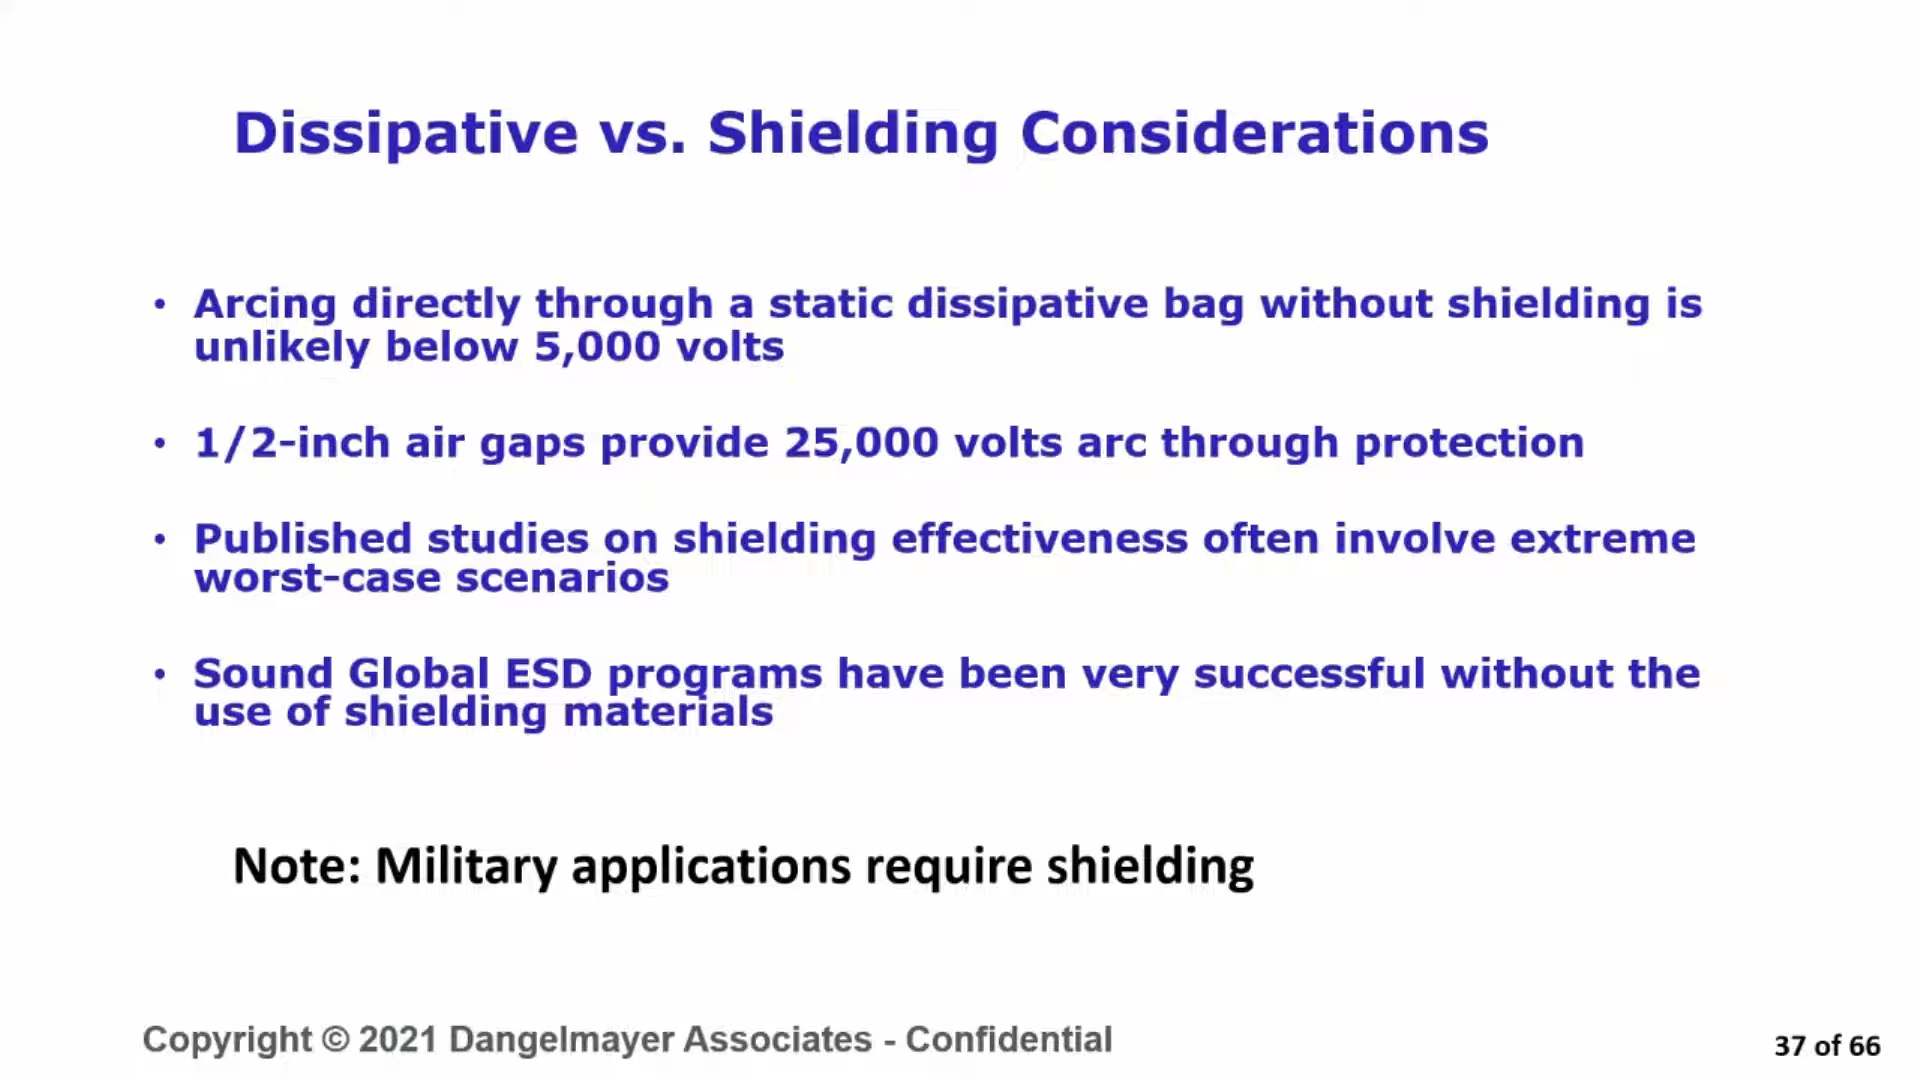 Dissipative vs. Shielding Considerations
• Arcing directly through a static dissipative bag without shielding is
unlikely below 5,000 volts
• 1/2-inch air gaps provide 25,000 volts arc through protection
• Published studies on shielding effectiveness often involve extreme
worst-case scenarios
• Sound Global ESD programs have been very successful without the
use of shielding materials
Note: Military applications require shielding
Copyright © 2021 Dangelmayer Associates - Confidential
37 of 66